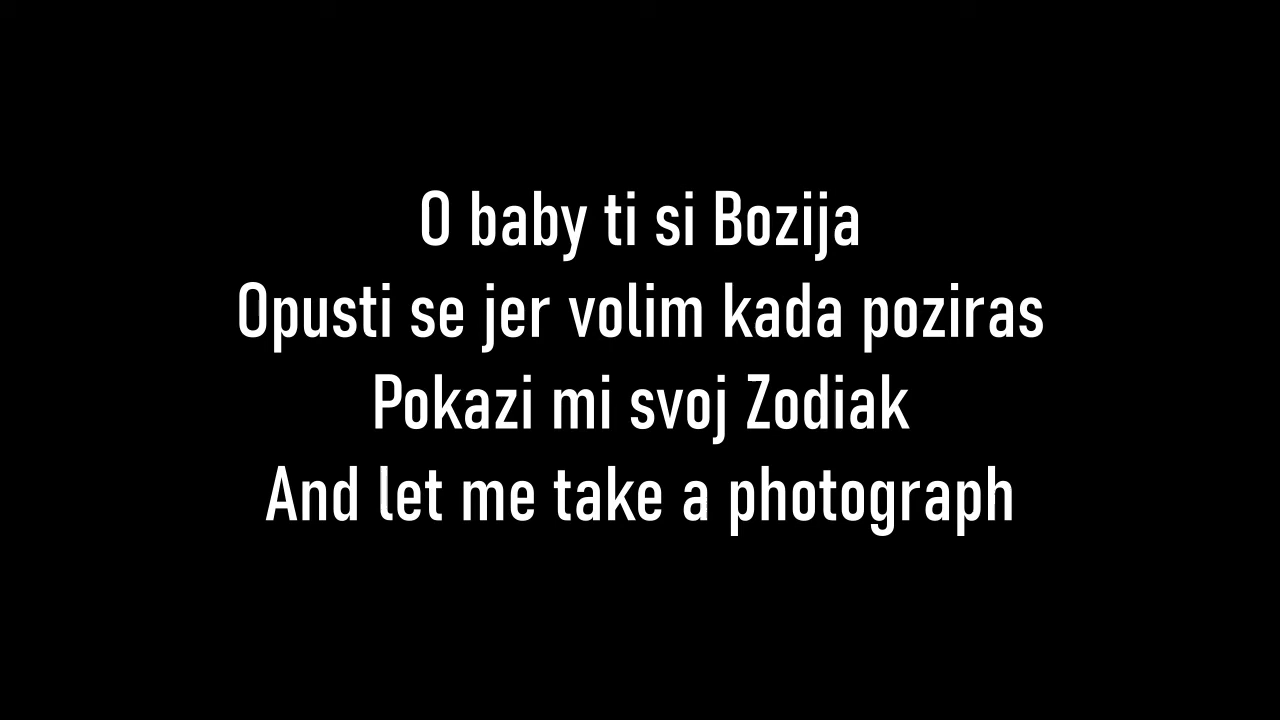 O baby ti si Bozija
Opusti se jer volim kada poziras
Pokazi mi svoj Zodiak
And let me take a photograph